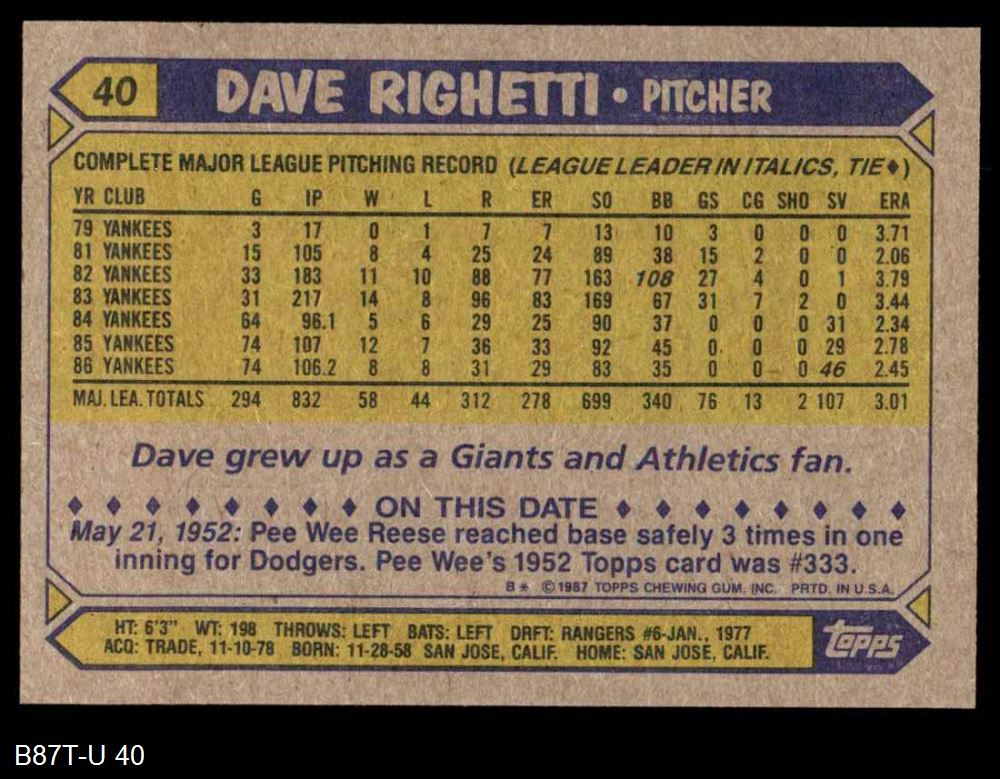 40 DAVE RIGHETTI • PITCHER
COMPLETE MAJOR LEAGUE PITCHING RECORD (LEAGUE LEADER IN ITALICS, TIE♦)
YR CLUB G IP W L R ER SO BB GS CG SHO SV ERA
79 YANKEES 3 17 0 1 7 7 13 10 3 0 0 0 3.71
81 YANKEES 15 105 8 4 25 24 89 38 15 2 0 0 2.06
82 YANKEES 33 183 11 10 88 77 163 108 27 4 0 1 3.79
83 YANKEES 31 217 14 8 96 83 169 67 31 7 2 0 3.44
84 YANKEES 64 96.1 5 6 29 25 90 37 0 0 0 31 2.34
85 YANKEES 74 107 12 7 36 33 92 45 0 0 0 29 2.78
86 YANKEES 74 106.2 8 8 31 29 83 35 0 0 0 46 2.45
MAJ. LEA. TOTALS 294 832 58 44 312 278 699 340 76 13 2 107 3.01
Dave grew up as a Giants and Athletics fan.
♦ ♦ ♦ ♦ ♦ ♦ ♦ ♦ ON THIS DATE ♦ ♦ ♦ ♦ ♦ ♦ ♦ ♦
May 21, 1952: Pee Wee Reese reached base safely 3 times in one
inning for Dodgers. Pee Wee's 1952 Topps card was #333.
B* ©1987 TOPPS CHEWING GUM, INC. PRTD. IN U.S.A.
HT: 6'3" WT: 198 THROWS: LEFT BATS: LEFT DRFT: RANGERS #6-JAN., 1977
ACQ: TRADE, 11-10-78 BORN: 11-28-58 SAN JOSE, CALIF. HOME: SAN JOSE, CALIF.
topps
B87T-U 40